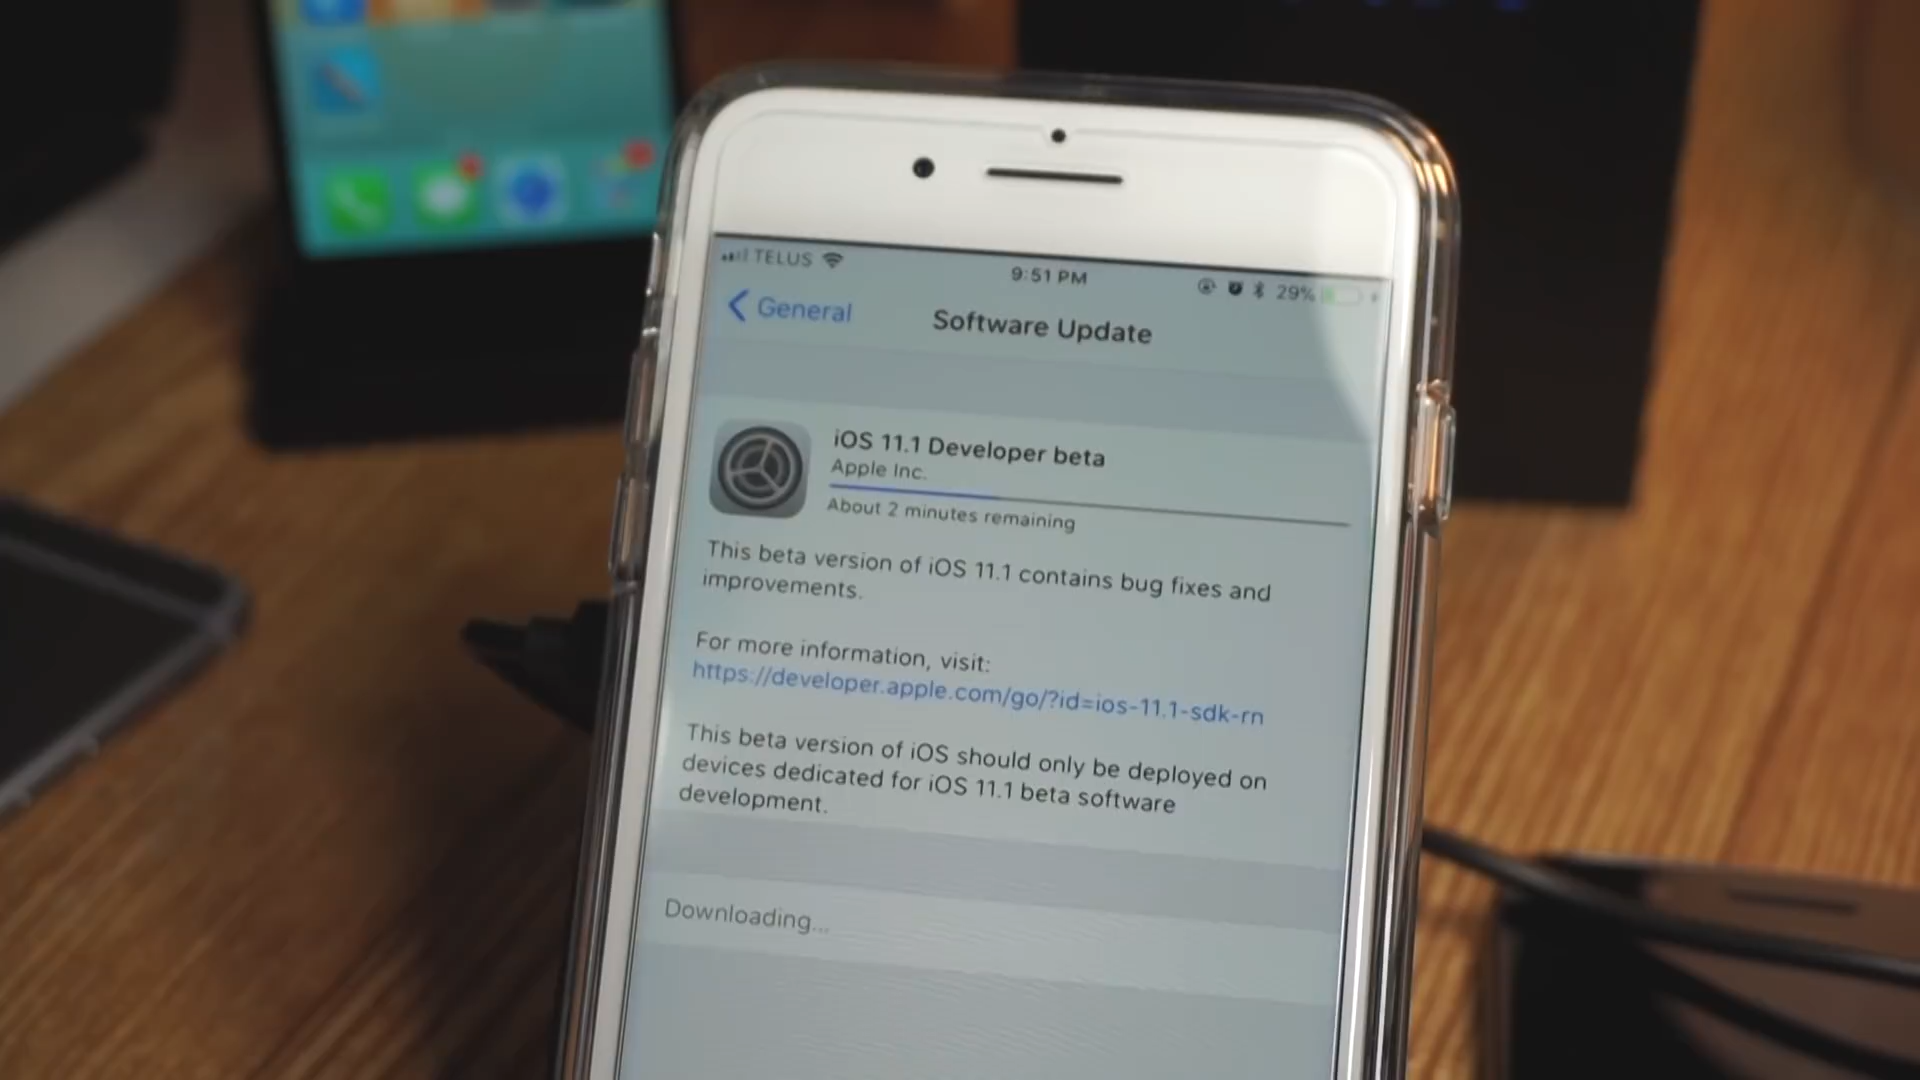 TELUS
9:51 PM
29%
General
Software Update
iOS 11.1 Developer beta
Apple Inc.
About 2 minutes remaining
This beta version of iOS 11.1 contains bug fixes and
improvements.
For more information, visit:
https://developer.apple.com/go/?id=ios-11.1-sdk-rn
This beta version of iOS should only be deployed on
devices dedicated for iOS 11.1 beta software
development.
Downloading...